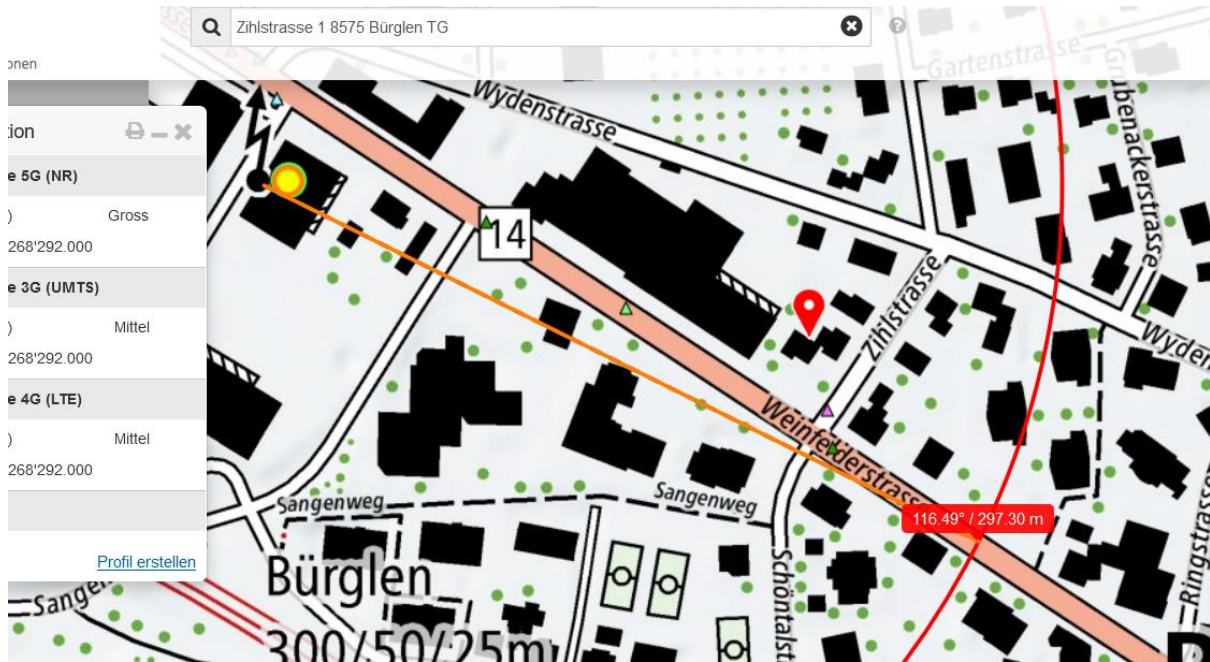 Zihlstrasse 1 8575 Bürglen TG
?
onen
Gartenstrasse
Grubenackerstrasse
Wydenstrasse
tion
e 5G (NR)
) Gross
268'292.000
e 3G (UMTS)
) Mittel
268'292.000
e 4G (LTE)
) Mittel
268'292.000
Profil erstellen
14
Zihlstrasse
Wyden
Weinfelderstrasse
116.49° / 297.30 m
Sangenweg
Sangenweg
Ringstrasse
Schöntalst
Sangen
Bürglen
300/50/25m